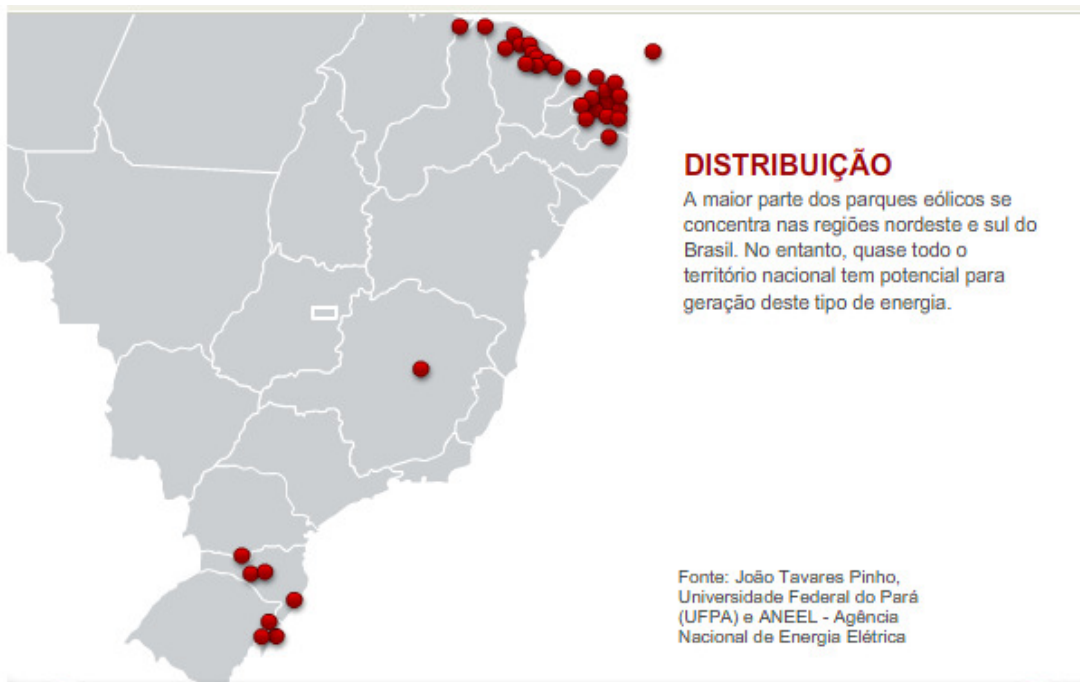 DISTRIBUIÇÃO
A maior parte dos parques eólicos se
concentra nas regiões nordeste e sul do
Brasil. No entanto, quase todo o
território nacional tem potencial para
geração deste tipo de energia.
Fonte: João Tavares Pinho,
Universidade Federal do Pará
(UFPA) e ANEEL - Agência
Nacional de Energia Elétrica